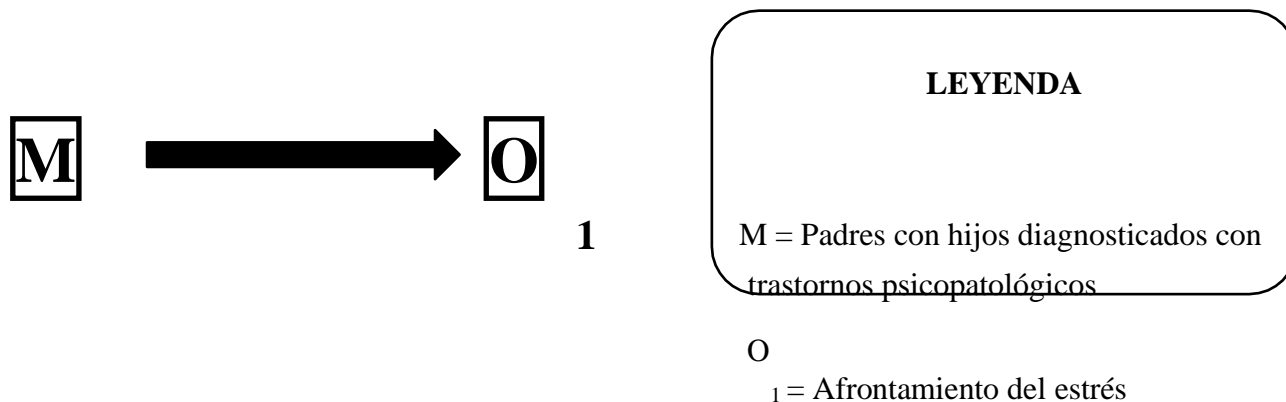 M O
1
LEYENDA
M = Padres con hijos diagnosticados con
trastornos psicopatológicos
O
1 = Afrontamiento del estrés